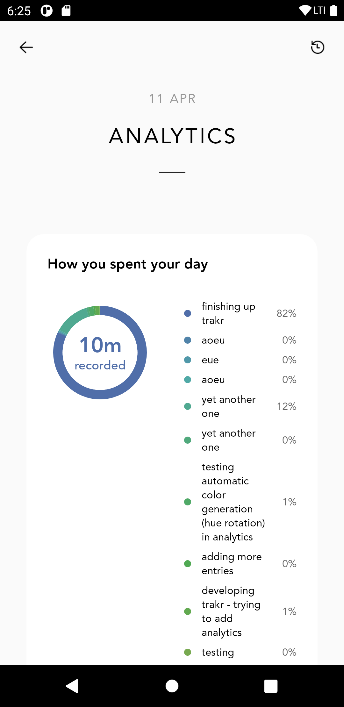 6:25
LTE
11 APR
ANALYTICS
How you spent your day
10m
recorded
finishing up
trakr
82%
aoeu
0%
eue
0%
aoeu
0%
yet another
one
12%
yet another
one
0%
testing
automatic
color
generation
(hue rotation)
in analytics
1%
adding more
entries
0%
developing
trakr - trying
to add
analytics
1%
testing
0%